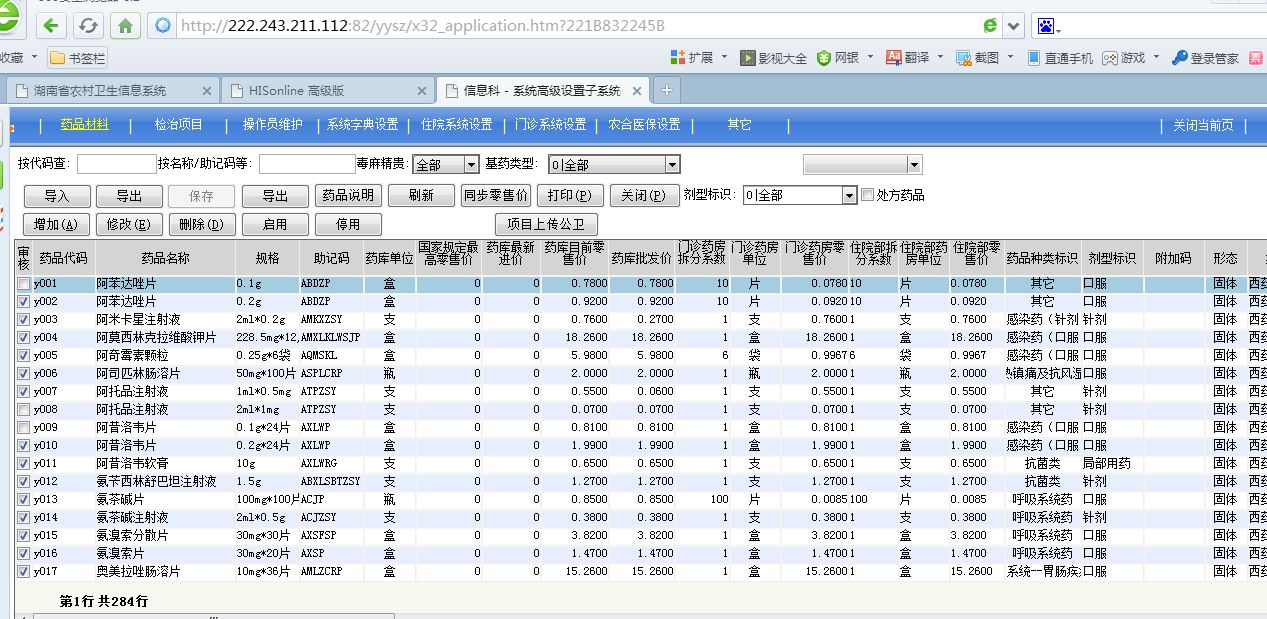 http://222.243.211.112:82/yysz/x32_application.htm?221B832245B
收藏 书签栏 扩展 影视大全 网银 翻译 截图 直通手机 游戏 登录管家
湖南省农村卫生信息系统 HISonline 高级版 信息科 - 系统高级设置子系统
药品材料 | 检治项目 | 操作员维护 | 系统字典设置 | 住院系统设置 | 门诊系统设置 | 农合医保设置 | 其它 | 关闭当前页
按代码查: 按名称/助记码等: 毒麻精贵: 全部 基药类型: 0|全部
导入 导出 保存 导出 药品说明 刷新 同步零售价 打印(P) 关闭(P) 剂型标识: 0|全部 处方药品
增加(A) 修改(E) 删除(D) 启用 停用 项目上传公卫
审核 药品代码 药品名称 规格 助记码 药库单位 国家规定最高零售价 药库最新进价 药库目前零售价 药库批发价 门诊药房拆分系数 门诊药房单位 门诊药房零售价 住院部拆分系数 住院部药房单位 住院部零售价 药品种类标识 剂型标识 附加码 形态
y001 阿苯达唑片 0.1g ABDZP 盒 0 0 0.7800 0.7800 10 片 0.0780 10 片 0.0780 其它 口服 固体 西药
y002 阿苯达唑片 0.2g ABDZP 盒 0 0 0.9200 0.9200 10 片 0.0920 10 片 0.0920 其它 口服 固体 西药
y003 阿米卡星注射液 2ml*0.2g AMKXZSY 支 0 0 0.7600 0.2700 1 支 0.7600 1 支 0.7600 感染药（针剂 针剂 固体 西药
y004 阿莫西林克拉维酸钾片 228.5mg*12, AMXLKLWSJP 盒 0 0 18.2600 18.2600 1 盒 18.2600 1 盒 18.2600 感染药（口服 口服 固体 西药
y005 阿奇霉素颗粒 0.25g*6袋 AQMSKL 盒 0 0 5.9800 5.9800 6 袋 0.9967 6 袋 0.9967 感染药（口服 口服 固体 西药
y006 阿司匹林肠溶片 50mg*100片 ASPLCRP 瓶 0 0 2.0000 2.0000 1 瓶 2.0000 1 瓶 2.0000 热镇痛及抗风湿 口服 固体 西药
y007 阿托品注射液 1ml*0.5mg ATPZSY 支 0 0 0.5500 0.0600 1 支 0.5500 1 支 0.5500 其它 针剂 固体 西药
y008 阿托品注射液 2ml*1mg ATPZSY 支 0 0 0.0700 0.0700 1 支 0.0700 1 支 0.0700 其它 针剂 固体 西药
y009 阿昔洛韦片 0.1g*24片 AXLWP 盒 0 0 0.8100 0.8100 1 盒 0.8100 1 盒 0.8100 感染药（口服 口服 固体 西药
y010 阿昔洛韦片 0.2g*24片 AXLWP 盒 0 0 1.9900 1.9900 1 盒 1.9900 1 盒 1.9900 感染药（口服 口服 固体 西药
y011 阿昔洛韦软膏 10g AXLWRG 支 0 0 0.6500 0.6500 1 支 0.6500 1 支 0.6500 抗菌类 局部用药 固体 西药
y012 氨苄西林舒巴坦注射液 1.5g ABXLSBTZSY 支 0 0 1.2700 1.2700 1 支 1.2700 1 支 1.2700 抗菌类 针剂 固体 西药
y013 氨茶碱片 100mg*100片 ACJP 瓶 0 0 0.8500 0.8500 100 片 0.0085 100 片 0.0085 呼吸系统药 口服 固体 西药
y014 氨茶碱注射液 2ml*0.5g ACJZSY 支 0 0 0.3800 0.3800 1 支 0.3800 1 支 0.3800 呼吸系统药 针剂 固体 西药
y015 氨溴索分散片 30mg*30片 AXSFSP 盒 0 0 3.8200 3.8200 1 盒 3.8200 1 盒 3.8200 呼吸系统药 口服 固体 西药
y016 氨溴索片 30mg*20片 AXSP 盒 0 0 1.4700 1.4700 1 盒 1.4700 1 盒 1.4700 呼吸系统药 口服 固体 西药
y017 奥美拉唑肠溶片 10mg*36片 AMLZCRP 盒 0 0 15.2600 15.2600 1 盒 15.2600 1 盒 15.2600 系统--胃肠疾 口服 固体 西药
第1行 共284行